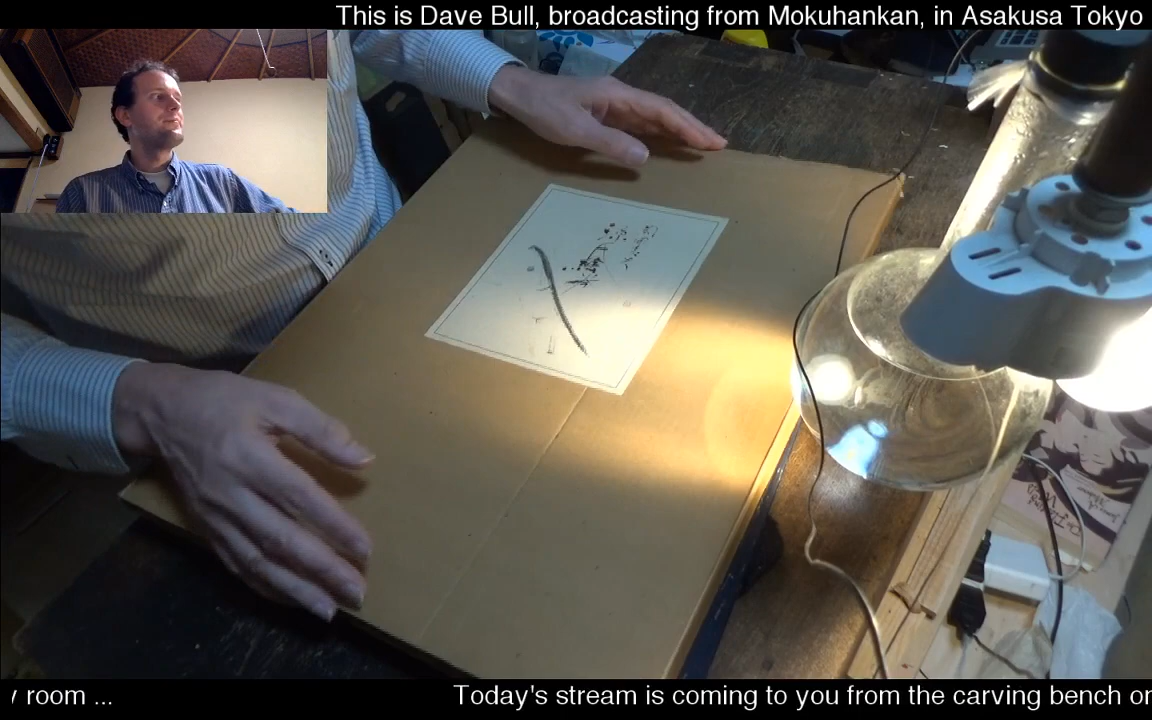 This is Dave Bull, broadcasting from Mokuhankan, in Asakusa Tokyo
room ...
Today's stream is coming to you from the carving bench